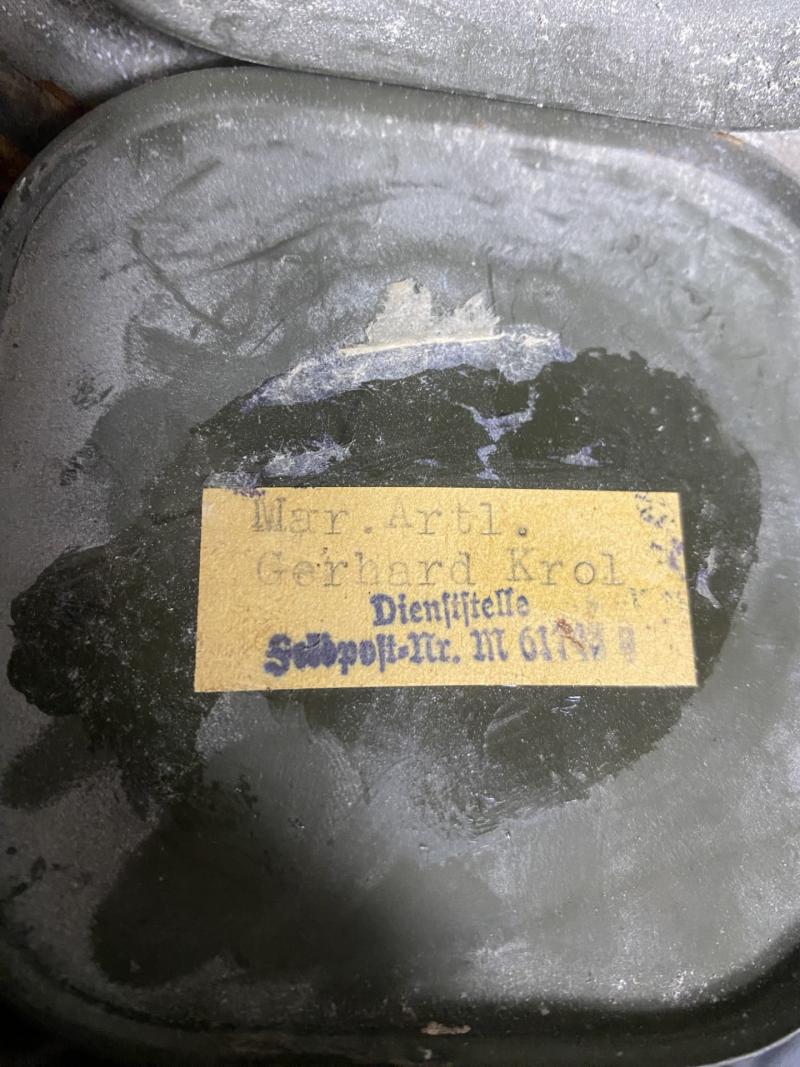 Mar.Artl.
Gerhard Krol
Dienststelle
Feldpost-Nr. M